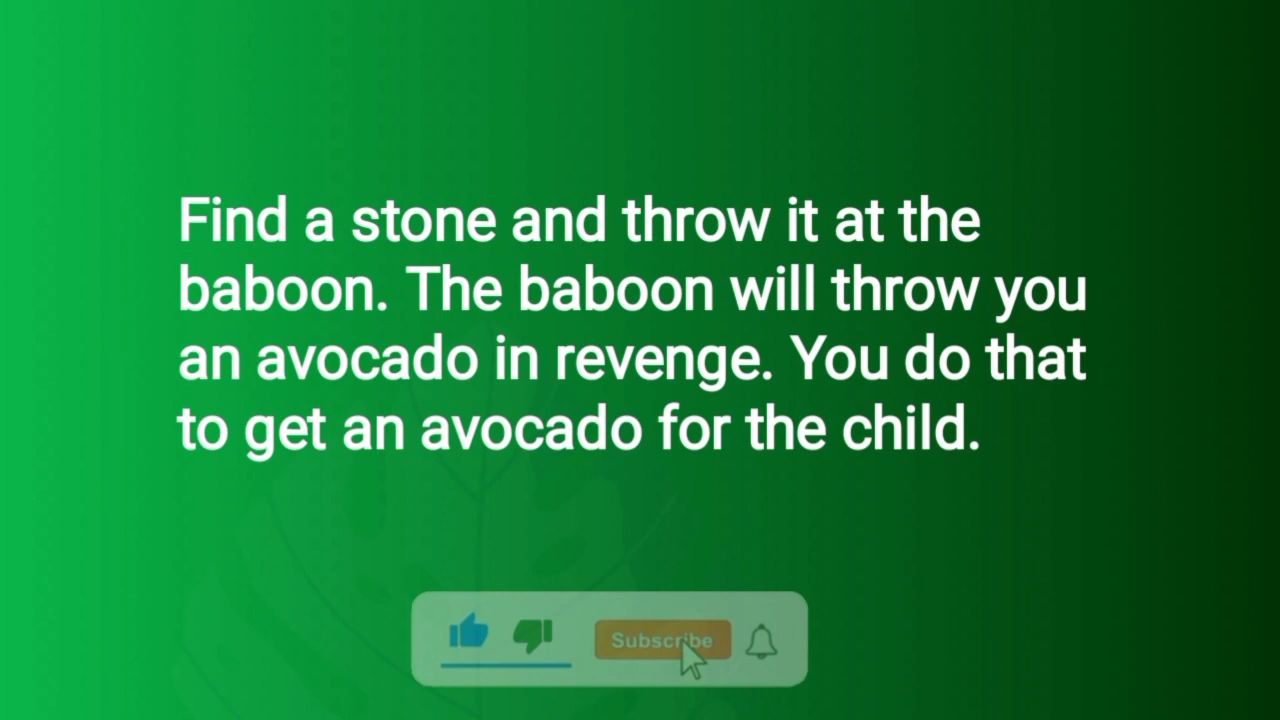 Find a stone and throw it at the
baboon. The baboon will throw you
an avocado in revenge. You do that
to get an avocado for the child.
Subscribe